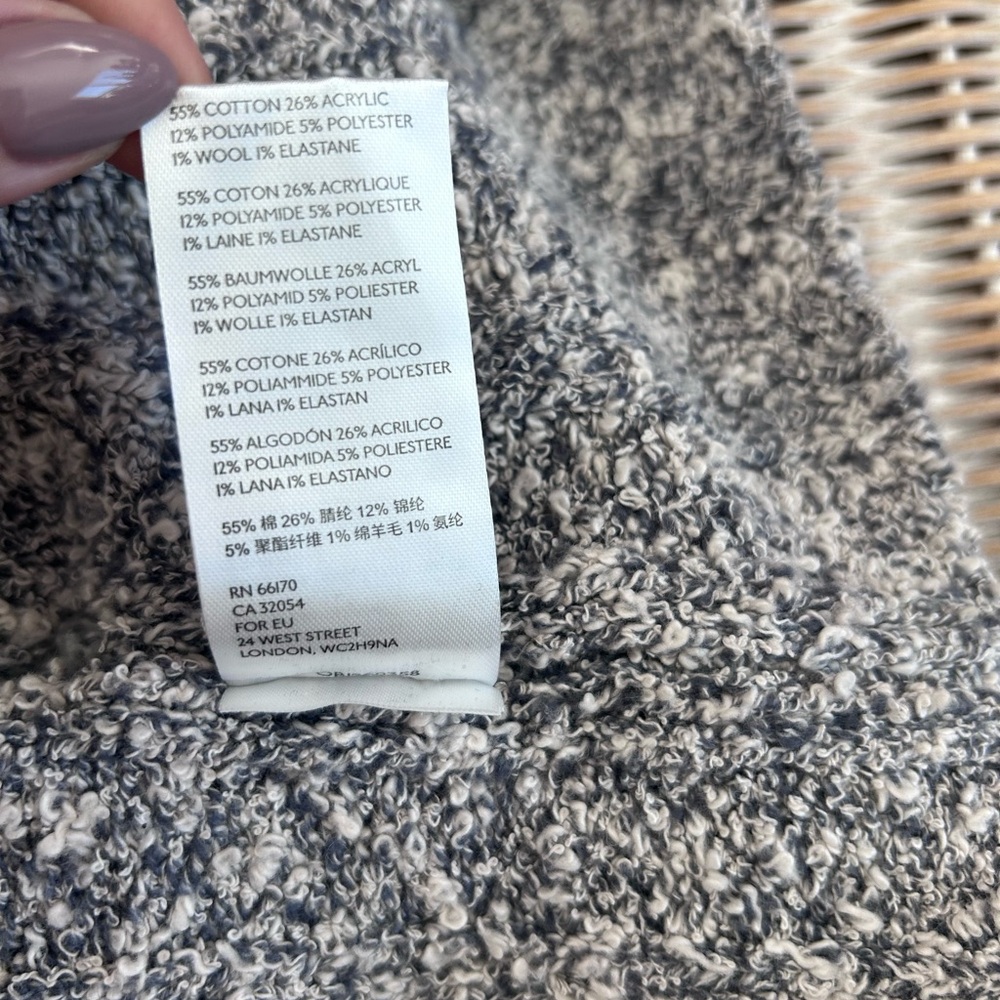 55% COTTON 26% ACRYLIC
12% POLYAMIDE 5% POLYESTER
1% WOOL 1% ELASTANE
55% COTON 26% ACRYLIQUE
12% POLYAMIDE 5% POLYESTER
1% LAINE 1% ELASTANE
55% BAUMWOLLE 26% ACRYL
12% POLYAMID 5% POLIESTER
1% WOLLE 1% ELASTAN
55% COTONE 26% ACRÍLICO
12% POLIAMMIDE 5% POLYESTER
1% LANA 1% ELASTAN
55% ALGODÓN 26% ACRILICO
12% POLIAMIDA 5% POLIESTERE
1% LANA 1% ELASTANO
55% 棉 26% 腈纶 12% 锦纶
5% 聚酯纤维 1% 绵羊毛 1% 氨纶
RN 66170
CA 32054
FOR EU
24 WEST STREET
LONDON, WC2H9NA